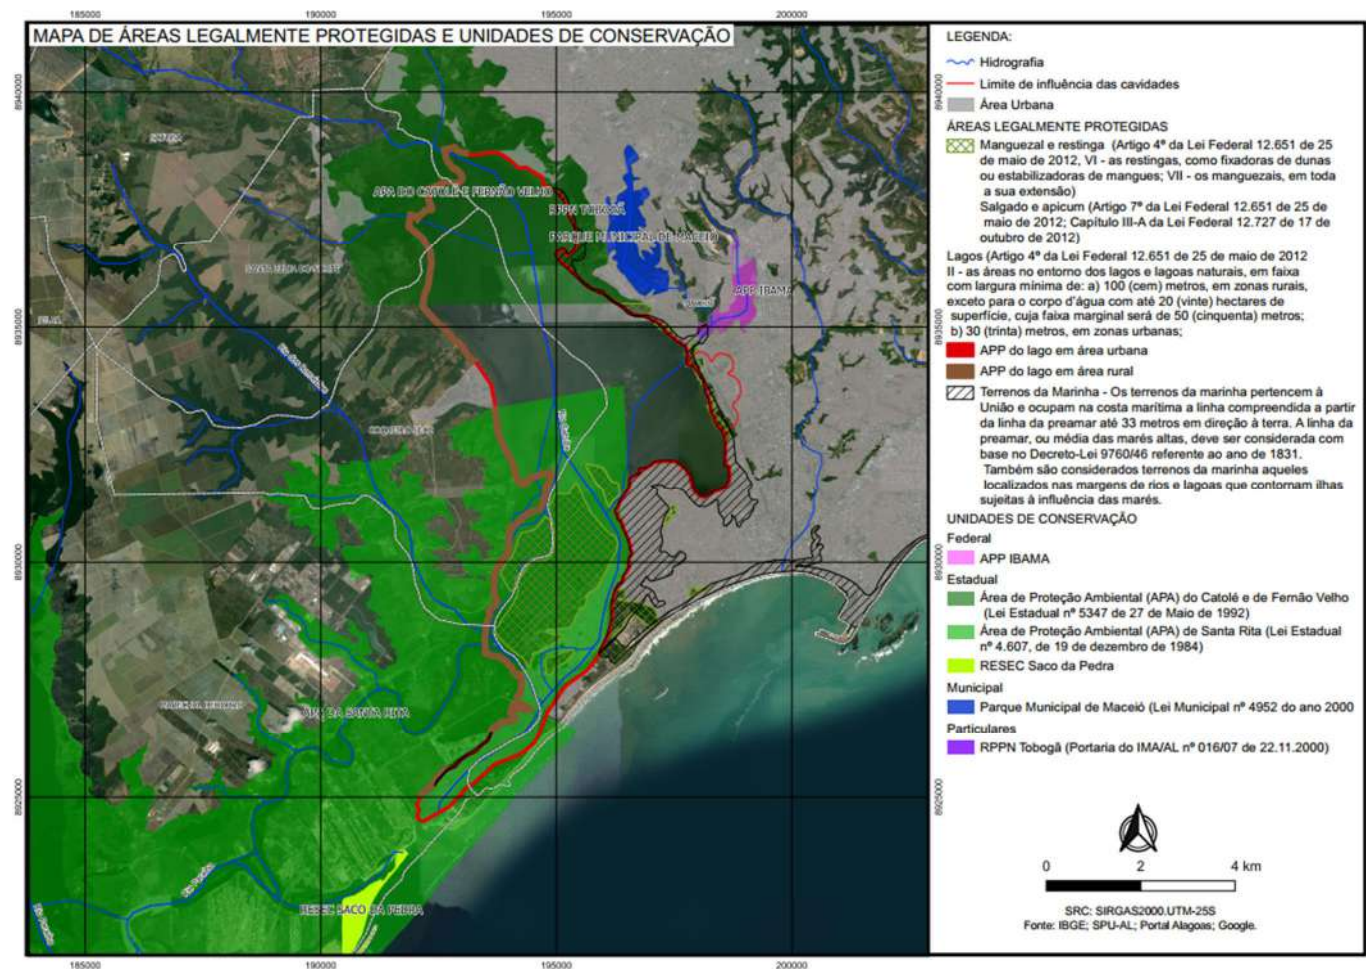 185000 190000 195000 200000
MAPA DE ÁREAS LEGALMENTE PROTEGIDAS E UNIDADES DE CONSERVAÇÃO
8940000
8935000
8930000
8925000
APA DO CATOLÉ E FERNÃO VELHO
RPPN TOBOGÃ
PARQUE MUNICIPAL DE MACEIÓ
APP IBAMA
APA DA SANTA RITA
RESEC SACO DA PEDRA
185000 190000 195000 200000
8940000
8935000
8930000
8925000
LEGENDA:
Hidrografia
Limite de influência das cavidades
Área Urbana
ÁREAS LEGALMENTE PROTEGIDAS
Manguezal e restinga (Artigo 4º da Lei Federal 12.651 de 25
de maio de 2012, VI - as restingas, como fixadoras de dunas
ou estabilizadoras de mangues; VII - os manguezais, em toda
a sua extensão)
Salgado e apicum (Artigo 7º da Lei Federal 12.651 de 25 de
maio de 2012; Capítulo III-A da Lei Federal 12.727 de 17 de
outubro de 2012)
Lagos (Artigo 4º da Lei Federal 12.651 de 25 de maio de 2012
II - as áreas no entorno dos lagos e lagoas naturais, em faixa
com largura mínima de: a) 100 (cem) metros, em zonas rurais,
exceto para o corpo d'água com até 20 (vinte) hectares de
superfície, cuja faixa marginal será de 50 (cinquenta) metros;
b) 30 (trinta) metros, em zonas urbanas;
APP do lago em área urbana
APP do lago em área rural
Terrenos da Marinha - Os terrenos da marinha pertencem à
União e ocupam na costa marítima a linha compreendida a partir
da linha da preamar até 33 metros em direção à terra. A linha da
preamar, ou média das marés altas, deve ser considerada com
base no Decreto-Lei 9760/46 referente ao ano de 1831.
Também são considerados terrenos da marinha aqueles
localizados nas margens de rios e lagoas que contornam ilhas
sujeitas à influência das marés.
UNIDADES DE CONSERVAÇÃO
Federal
APP IBAMA
Estadual
Área de Proteção Ambiental (APA) do Catolé e de Fernão Velho
(Lei Estadual nº 5347 de 27 de Maio de 1992)
Área de Proteção Ambiental (APA) de Santa Rita (Lei Estadual
nº 4.607, de 19 de dezembro de 1984)
RESEC Saco da Pedra
Municipal
Parque Municipal de Maceió (Lei Municipal nº 4952 do ano 2000
Particulares
RPPN Tobogã (Portaria do IMA/AL nº 016/07 de 22.11.2000)
0 2 4 km
SRC: SIRGAS2000.UTM-25S
Fonte: IBGE; SPU-AL; Portal Alagoas; Google.